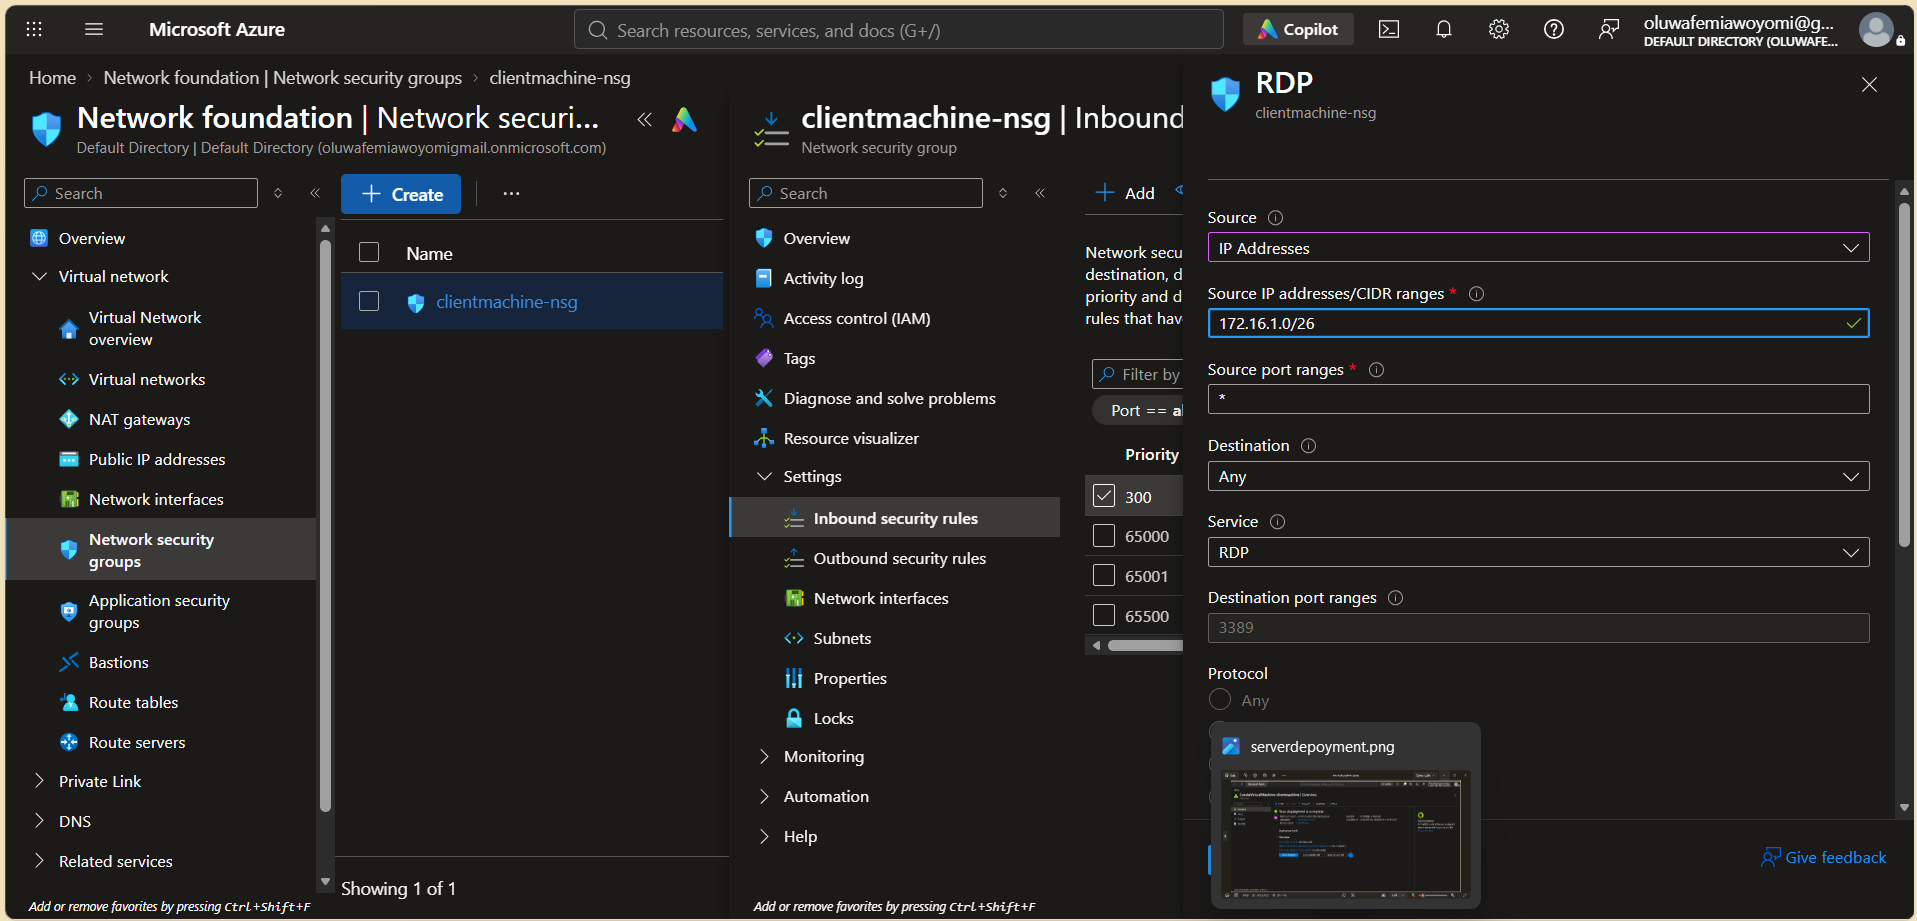 Microsoft Azure
Search resources, services, and docs (G+/)
Copilot
oluwafemiawoyomi@g...
DEFAULT DIRECTORY (OLUWAFE...
Home
Network foundation | Network security groups
clientmachine-nsg
Network foundation | Network securi...
Default Directory | Default Directory (oluwafemiawoyomigmail.onmicrosoft.com)
Search
Create
Overview
Virtual network
Virtual Network
overview
Virtual networks
NAT gateways
Public IP addresses
Network interfaces
Network security
groups
Application security
groups
Bastions
Route tables
Route servers
Private Link
DNS
Related services
Add or remove favorites by pressing Ctrl+Shift+F
Name
clientmachine-nsg
Showing 1 of 1
clientmachine-nsg | Inbound
Network security group
Search
Overview
Activity log
Access control (IAM)
Tags
Diagnose and solve problems
Resource visualizer
Settings
Inbound security rules
Outbound security rules
Network interfaces
Subnets
Properties
Locks
Monitoring
Automation
Help
Add or remove favorites by pressing Ctrl+Shift+F
Add
Network secu
destination, d
priority and d
rules that hav
Filter by
Port == al
Priority
300
65000
65001
65500
RDP
clientmachine-nsg
Source
IP Addresses
Source IP addresses/CIDR ranges *
172.16.1.0/26
Source port ranges *
*
Destination
Any
Service
RDP
Destination port ranges
3389
Protocol
Any
serverdepoyment.png
Give feedback